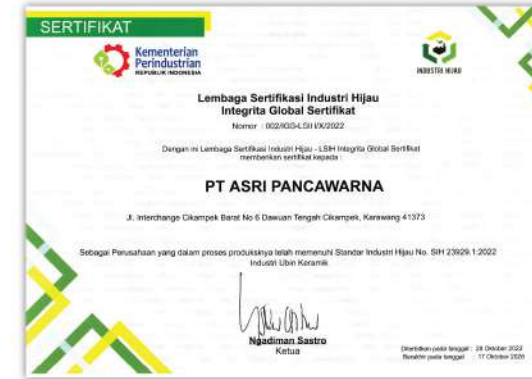 SERTIFIKAT
Kementerian
Perindustrian
REPUBLIK INDONESIA
INDUSTRI HIJAU
Lembaga Sertifikasi Industri Hijau
Integrita Global Sertifikat
Nomor :
Dengan ini Lembaga Sertifikasi Industri Hijau - LSIH Integrita Global Sertifikat
memberikan sertifikat kepada :
PT ASRI PANCAWARNA
Jl. Interchange Cikampek Barat No 6 Dawuan Tengah Cikampek, Karawang 41373
Sebagai Perusahaan yang dalam proses produksinya telah memenuhi Standar Industri Hijau No. SIH 23929.1:2022
Industri Ubin Keramik
Ngadiman Sastro
Ketua
Diterbitkan pada tanggal : 28 Oktober 2022
Berakhir pada tanggal : 17 Oktober 2026